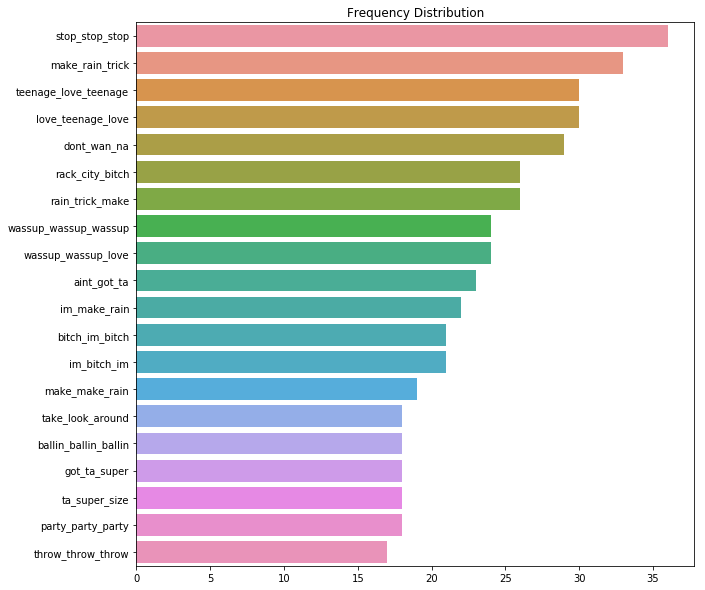 Frequency Distribution
stop_stop_stop
make_rain_trick
teenage_love_teenage
love_teenage_love
dont_wan_na
rack_city_bitch
rain_trick_make
wassup_wassup_wassup
wassup_wassup_love
aint_got_ta
im_make_rain
bitch_im_bitch
im_bitch_im
make_make_rain
take_look_around
ballin_ballin_ballin
got_ta_super
ta_super_size
party_party_party
throw_throw_throw
0 5 10 15 20 25 30 35